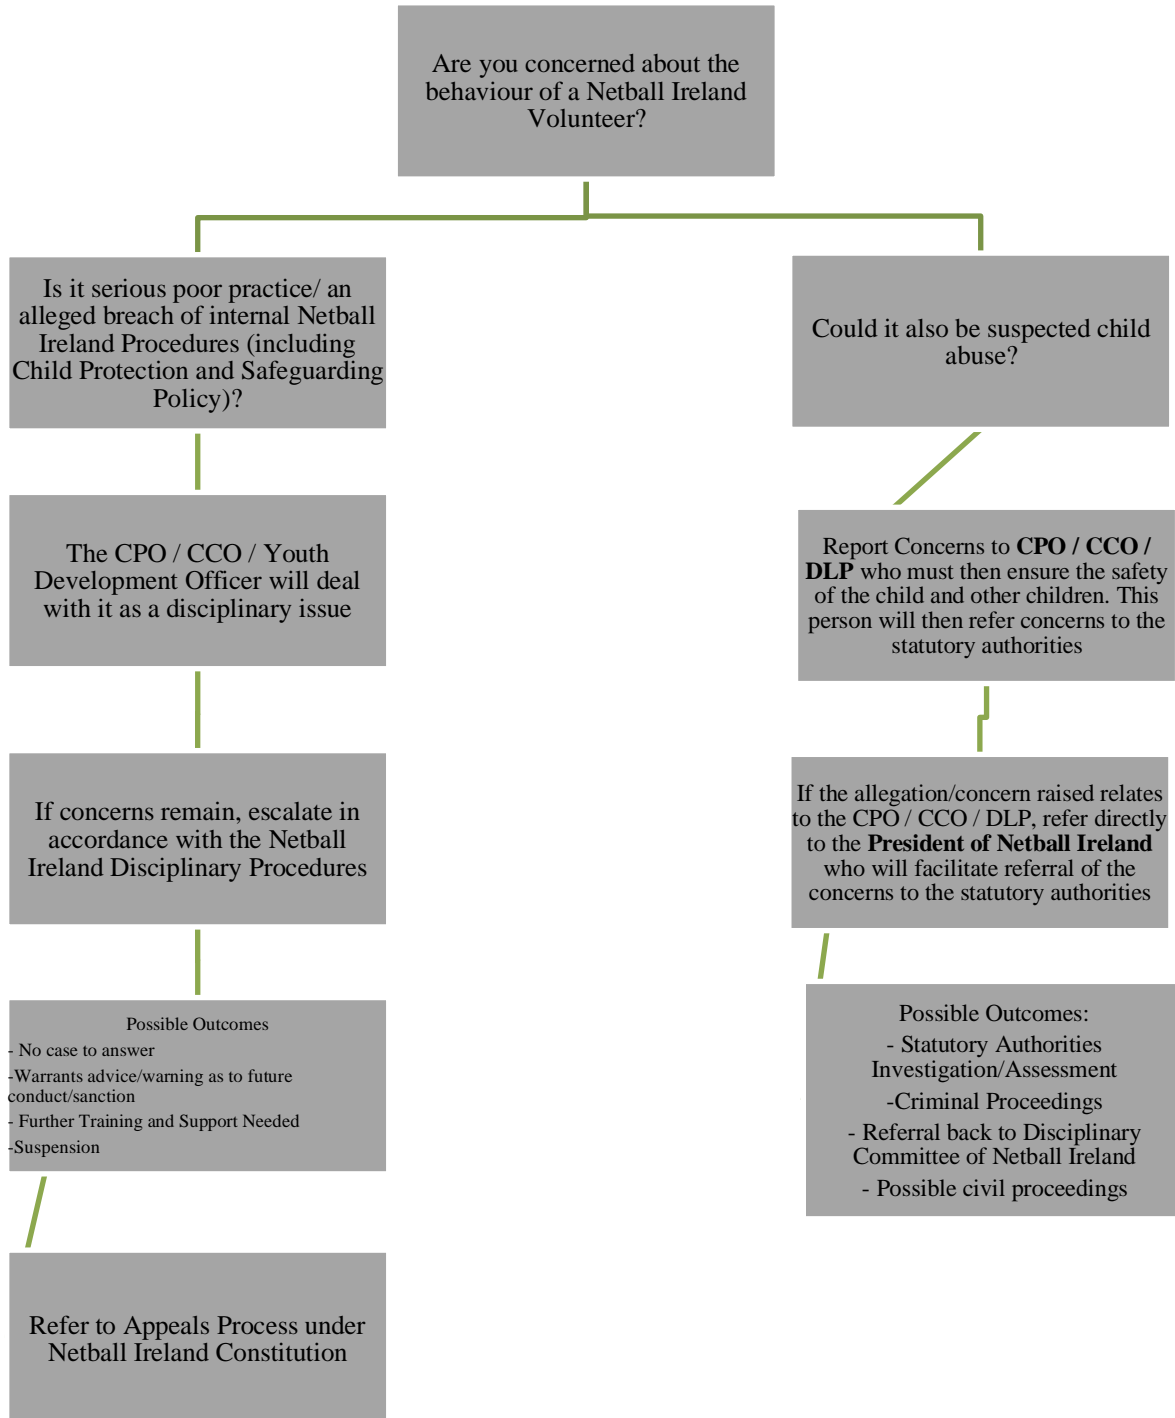 Are you concerned about the
behaviour of a Netball Ireland
Volunteer?
Is it serious poor practice/ an
alleged breach of internal Netball
Ireland Procedures (including
Child Protection and Safeguarding
Policy)?
The CPO / CCO / Youth
Development Officer will deal
with it as a disciplinary issue
If concerns remain, escalate in
accordance with the Netball
Ireland Disciplinary Procedures
Possible Outcomes
- No case to answer
-Warrants advice/warning as to future
conduct/sanction
- Further Training and Support Needed
-Suspension
Refer to Appeals Process under
Netball Ireland Constitution
Could it also be suspected child
abuse?
Report Concerns to CPO / CCO /
DLP who must then ensure the safety
of the child and other children. This
person will then refer concerns to the
statutory authorities
If the allegation/concern raised relates
to the CPO / CCO / DLP, refer directly
to the President of Netball Ireland
who will facilitate referral of the
concerns to the statutory authorities
Possible Outcomes:
- Statutory Authorities
Investigation/Assessment
-Criminal Proceedings
- Referral back to Disciplinary
Committee of Netball Ireland
- Possible civil proceedings